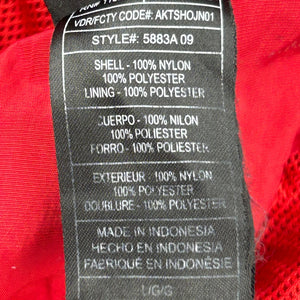 VDR/FCTY CODE#: AKTSHOJN01
STYLE#: 5883A 09
SHELL - 100% NYLON
100% POLYESTER
LINING - 100% POLYESTER
CUERPO - 100% NILON
100% POLIESTER
FORRO - 100% POLIESTER
EXTERIEUR - 100% NYLON
100% POLYESTER
DOUBLURE - 100% POLYESTER
MADE IN INDONESIA
HECHO EN INDONESIA
FABRIQUÉ EN INDONÉSIE
L/G/G